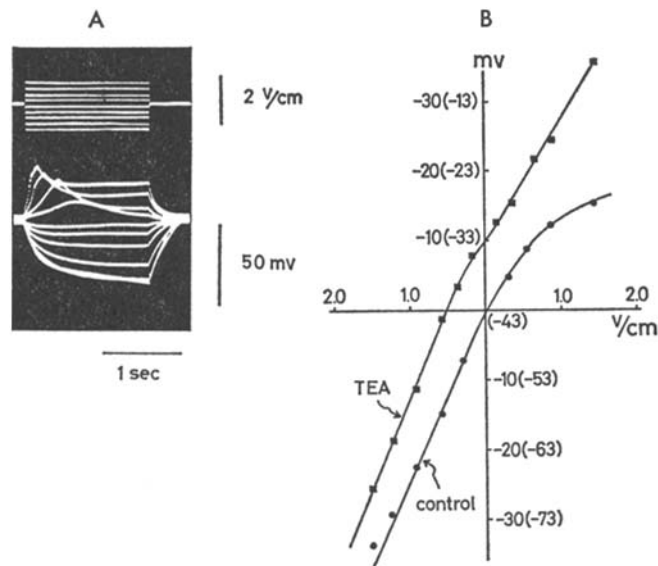 A
B
2 V/cm
50 mv
1 sec
mv
-30(-13)
-20(-23)
-10(-33)
2.0
1.0
1.0
2.0
(-43)
V/cm
-10(-53)
TEA
-20(-63)
control
-30(-73)